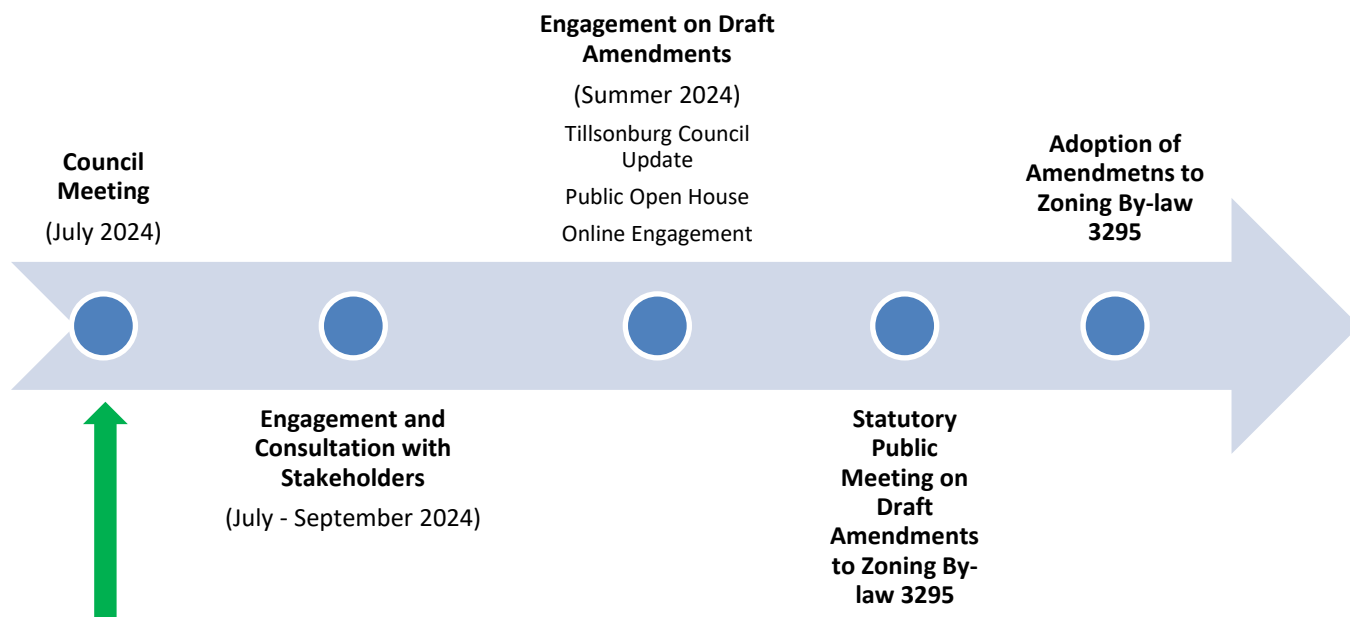 Council
Meeting
(July 2024)
Engagement and
Consultation with
Stakeholders
(July - September 2024)
Engagement on Draft
Amendments
(Summer 2024)
Tillsonburg Council
Update
Public Open House
Online Engagement
Statutory
Public
Meeting on
Draft
Amendments
to Zoning By-
law 3295
Adoption of
Amendmetns to
Zoning By-law
3295